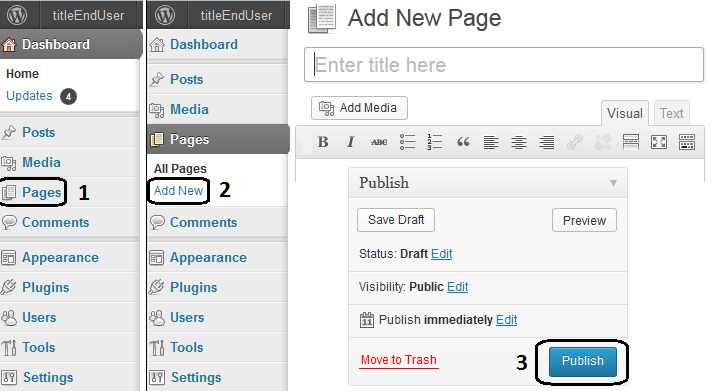 titleEndUser
Dashboard
Home
Updates 4
Posts
Media
Pages 1
Comments
Appearance
Plugins
Users
Tools
Settings
titleEndUser
Dashboard
Posts
Media
Pages
All Pages
Add New 2
Comments
Appearance
Plugins
Users
Tools
Settings
Add New Page
Enter title here
Add Media
Visual Text
B I ABC
Publish
Save Draft Preview
Status: Draft Edit
Visibility: Public Edit
11 Publish immediately Edit
Move to Trash 3 Publish